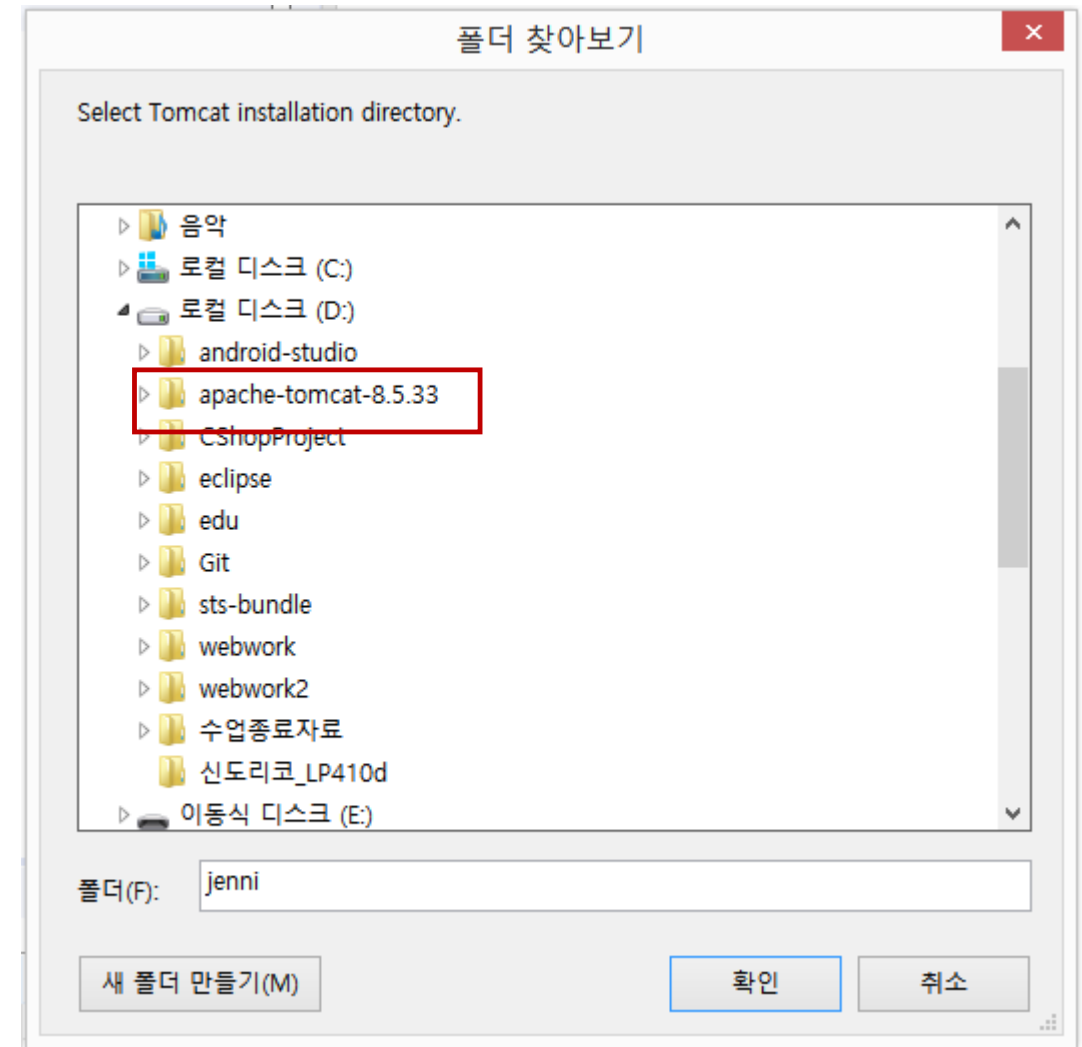 폴더 찾아보기
Select Tomcat installation directory.
음악
로컬 디스크 (C:)
로컬 디스크 (D:)
android-studio
apache-tomcat-8.5.33
CShopProject
eclipse
edu
Git
sts-bundle
webwork
webwork2
수업종료자료
신도리코_LP410d
이동식 디스크 (E:)
폴더(F): jenni
새 폴더 만들기(M) 확인 취소